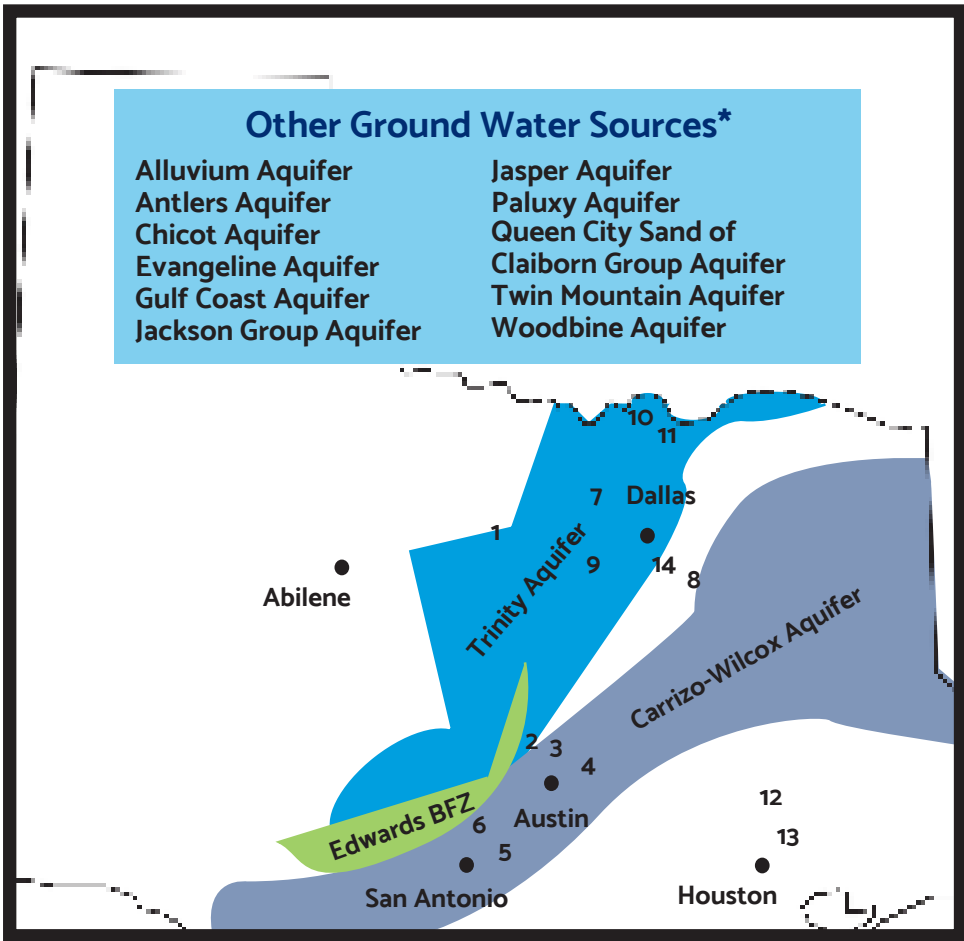 Other Ground Water Sources*
Alluvium Aquifer
Antlers Aquifer
Chicot Aquifer
Evangeline Aquifer
Gulf Coast Aquifer
Jackson Group Aquifer
Jasper Aquifer
Paluxy Aquifer
Queen City Sand of
Claiborn Group Aquifer
Twin Mountain Aquifer
Woodbine Aquifer
10
11
7
Dallas
1
9
14
8
Abilene
Trinity Aquifer
Carrizo-Wilcox Aquifer
2
3
4
Edwards BFZ
6
Austin
5
12
13
San Antonio
Houston